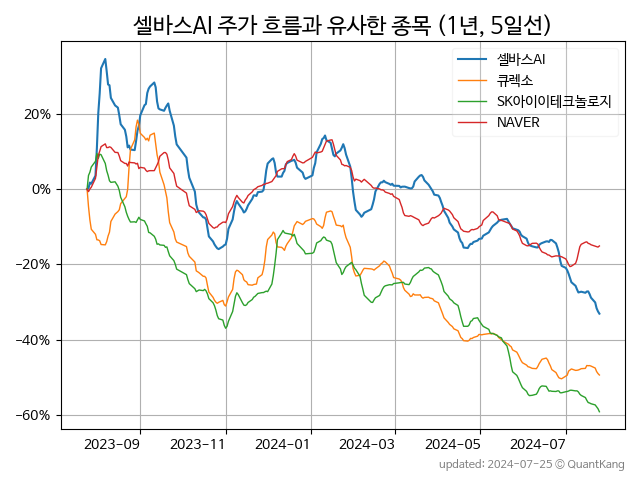 셀바스AI 주가 흐름과 유사한 종목 (1년, 5일선)
셀바스AI
큐렉소
SK아이이테크놀로지
NAVER
20%
0%
−20%
−40%
−60%
2023-09
2023-11
2024-01
2024-03
2024-05
2024-07
updated: 2024-07-25 © QuantKang